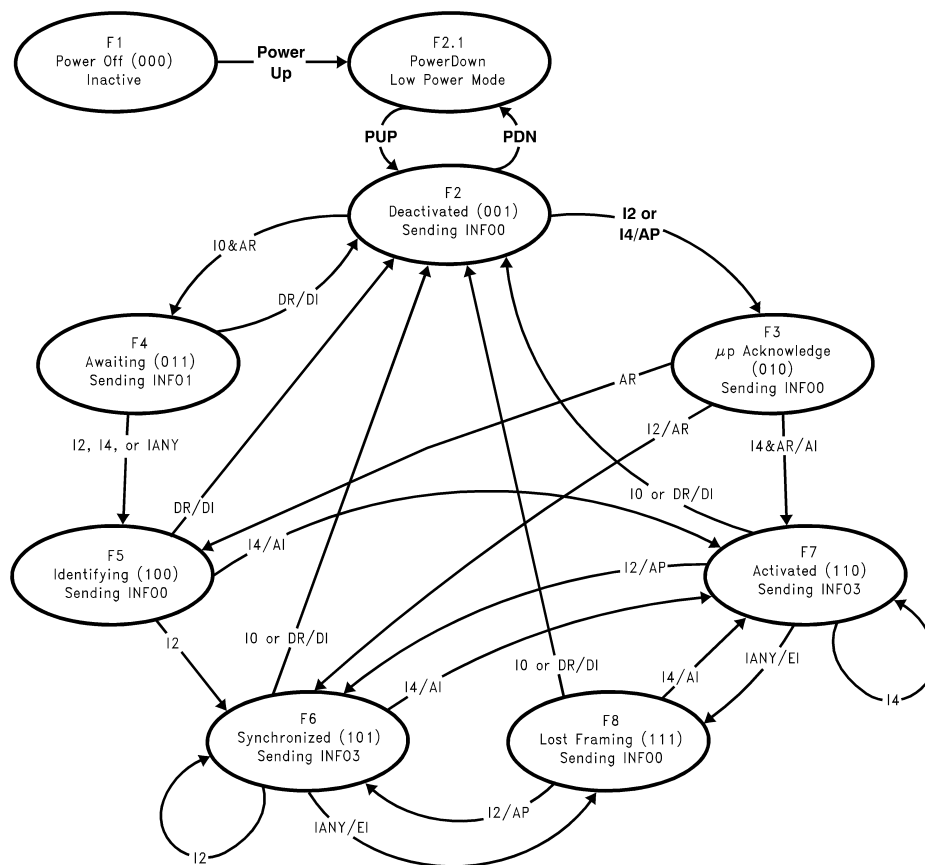 F1
Power Off (000)
Inactive
Power
Up
F2.1
PowerDown
Low Power Mode
PUP
PDN
F2
Deactivated (001)
Sending INFO0
I2 or
I4/AP
I0&AR
DR/DI
F4
Awaiting (011)
Sending INFO1
F3
μp Acknowledge
(010)
Sending INFO0
AR
I2/AR
I4&AR/AI
I2, I4, or IANY
I0 or DR/DI
DR/DI
I4/AI
F5
Identifying (100)
Sending INFO0
F7
Activated (110)
Sending INFO3
I2/AP
I2
I0 or DR/DI
I4/AI
I0 or DR/DI
I4/AI
IANY/EI
I4
F6
Synchronized (101)
Sending INFO3
F8
Lost Framing (111)
Sending INFO0
I2/AP
I2
IANY/EI